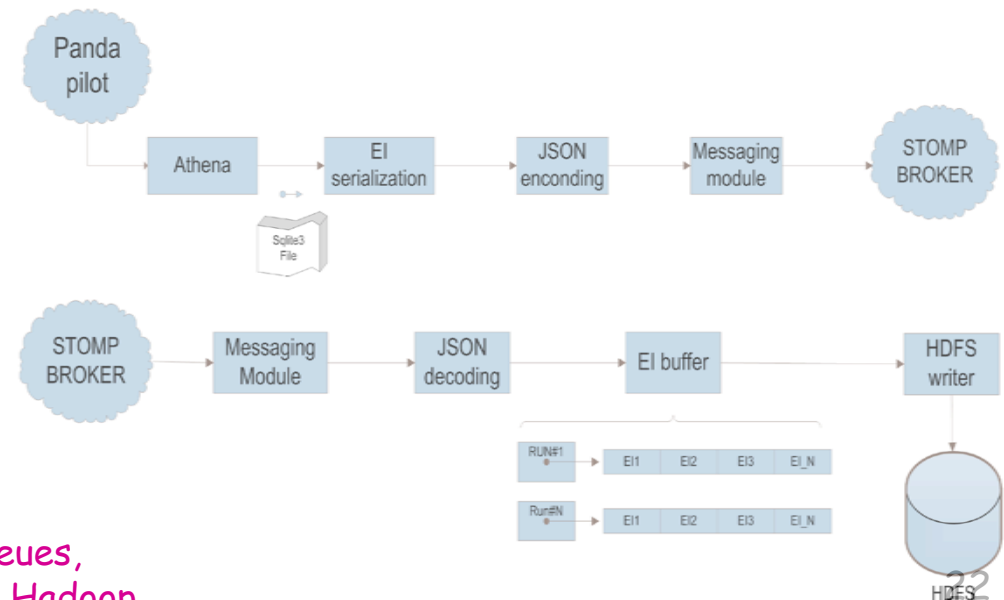 Panda
pilot
Athena
EI
serialization
JSON
enconding
Messaging
module
STOMP
BROKER
Sqlite3
File
STOMP
BROKER
Messaging
Module
JSON
decoding
EI buffer
HDFS
writer
RUN#1
EI1 EI2 EI3 EI_N
Run#N
EI1 EI2 EI3 EI_N
eues,
Hadoop
22
HDFS